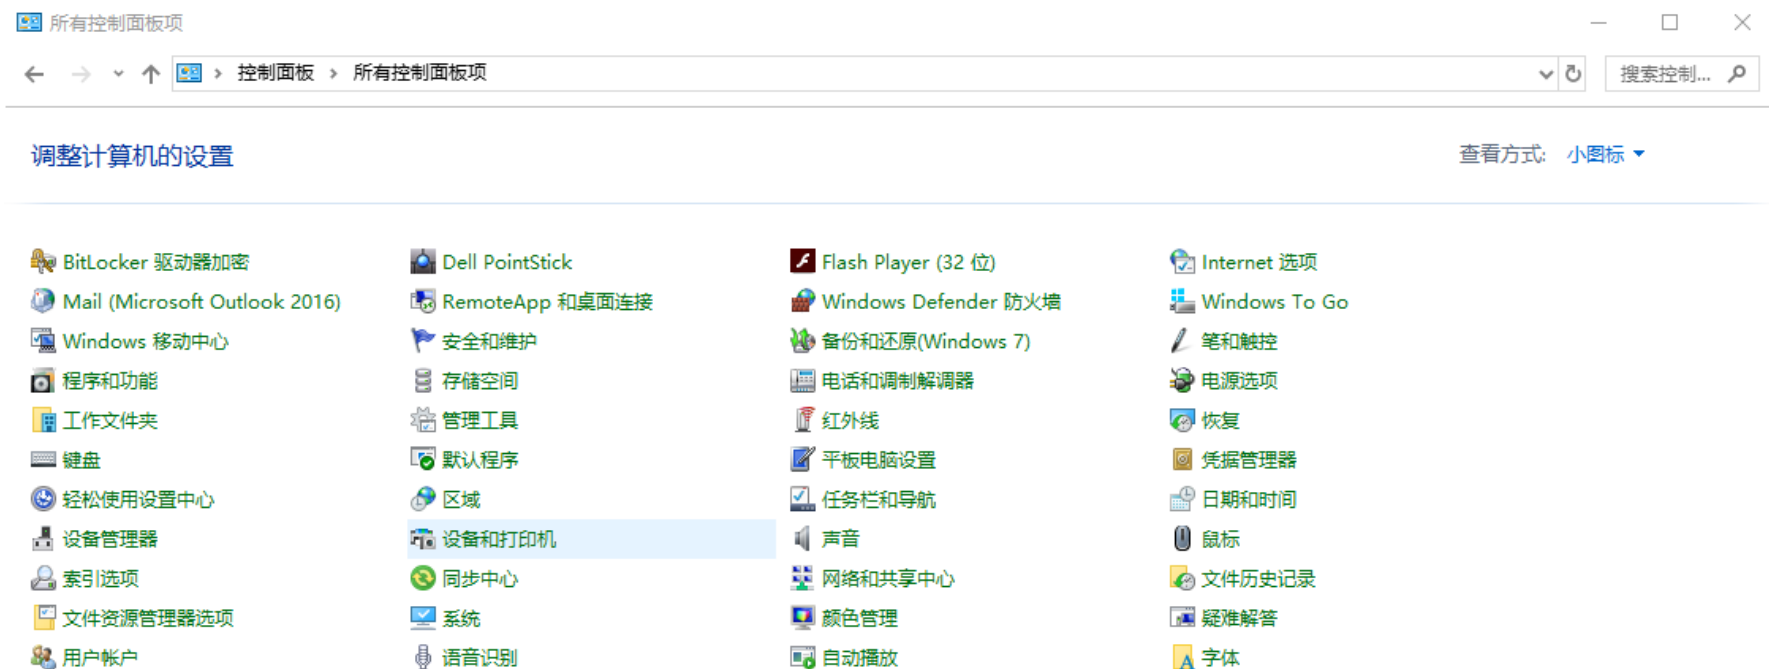 所有控制面板项
控制面板 所有控制面板项 搜索控制...
调整计算机的设置 查看方式: 小图标
BitLocker 驱动器加密 Dell PointStick Flash Player (32 位) Internet 选项
Mail (Microsoft Outlook 2016) RemoteApp 和桌面连接 Windows Defender 防火墙 Windows To Go
Windows 移动中心 安全和维护 备份和还原(Windows 7) 笔和触控
程序和功能 存储空间 电话和调制解调器 电源选项
工作文件夹 管理工具 红外线 恢复
键盘 默认程序 平板电脑设置 凭据管理器
轻松使用设置中心 区域 任务栏和导航 日期和时间
设备管理器 设备和打印机 声音 鼠标
索引选项 同步中心 网络和共享中心 文件历史记录
文件资源管理器选项 系统 颜色管理 疑难解答
用户帐户 语音识别 自动播放 字体